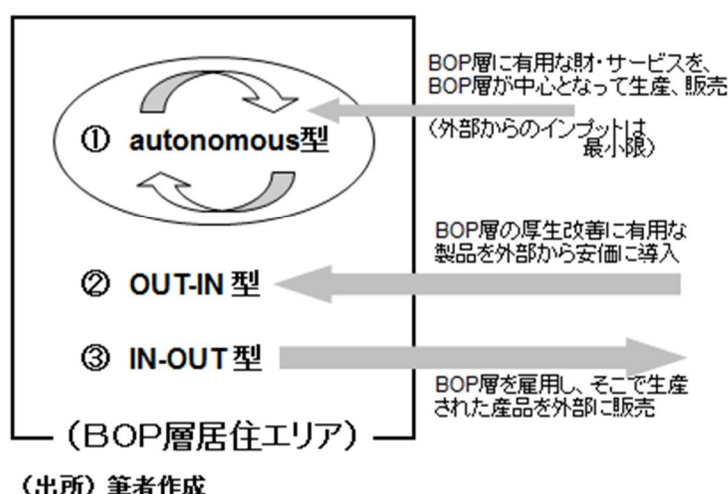 BOP層に有用な財・サービスを、
BOP層が中心となって生産、販売
(外部からのインプットは
最小限)
① autonomous型
BOP層の厚生改善に有用な
製品を外部から安価に導入
② OUT-IN 型
③ IN-OUT 型
BOP層を雇用し、そこで生産
された産品を外部に販売
(BOP層居住エリア)
(出所) 筆者作成